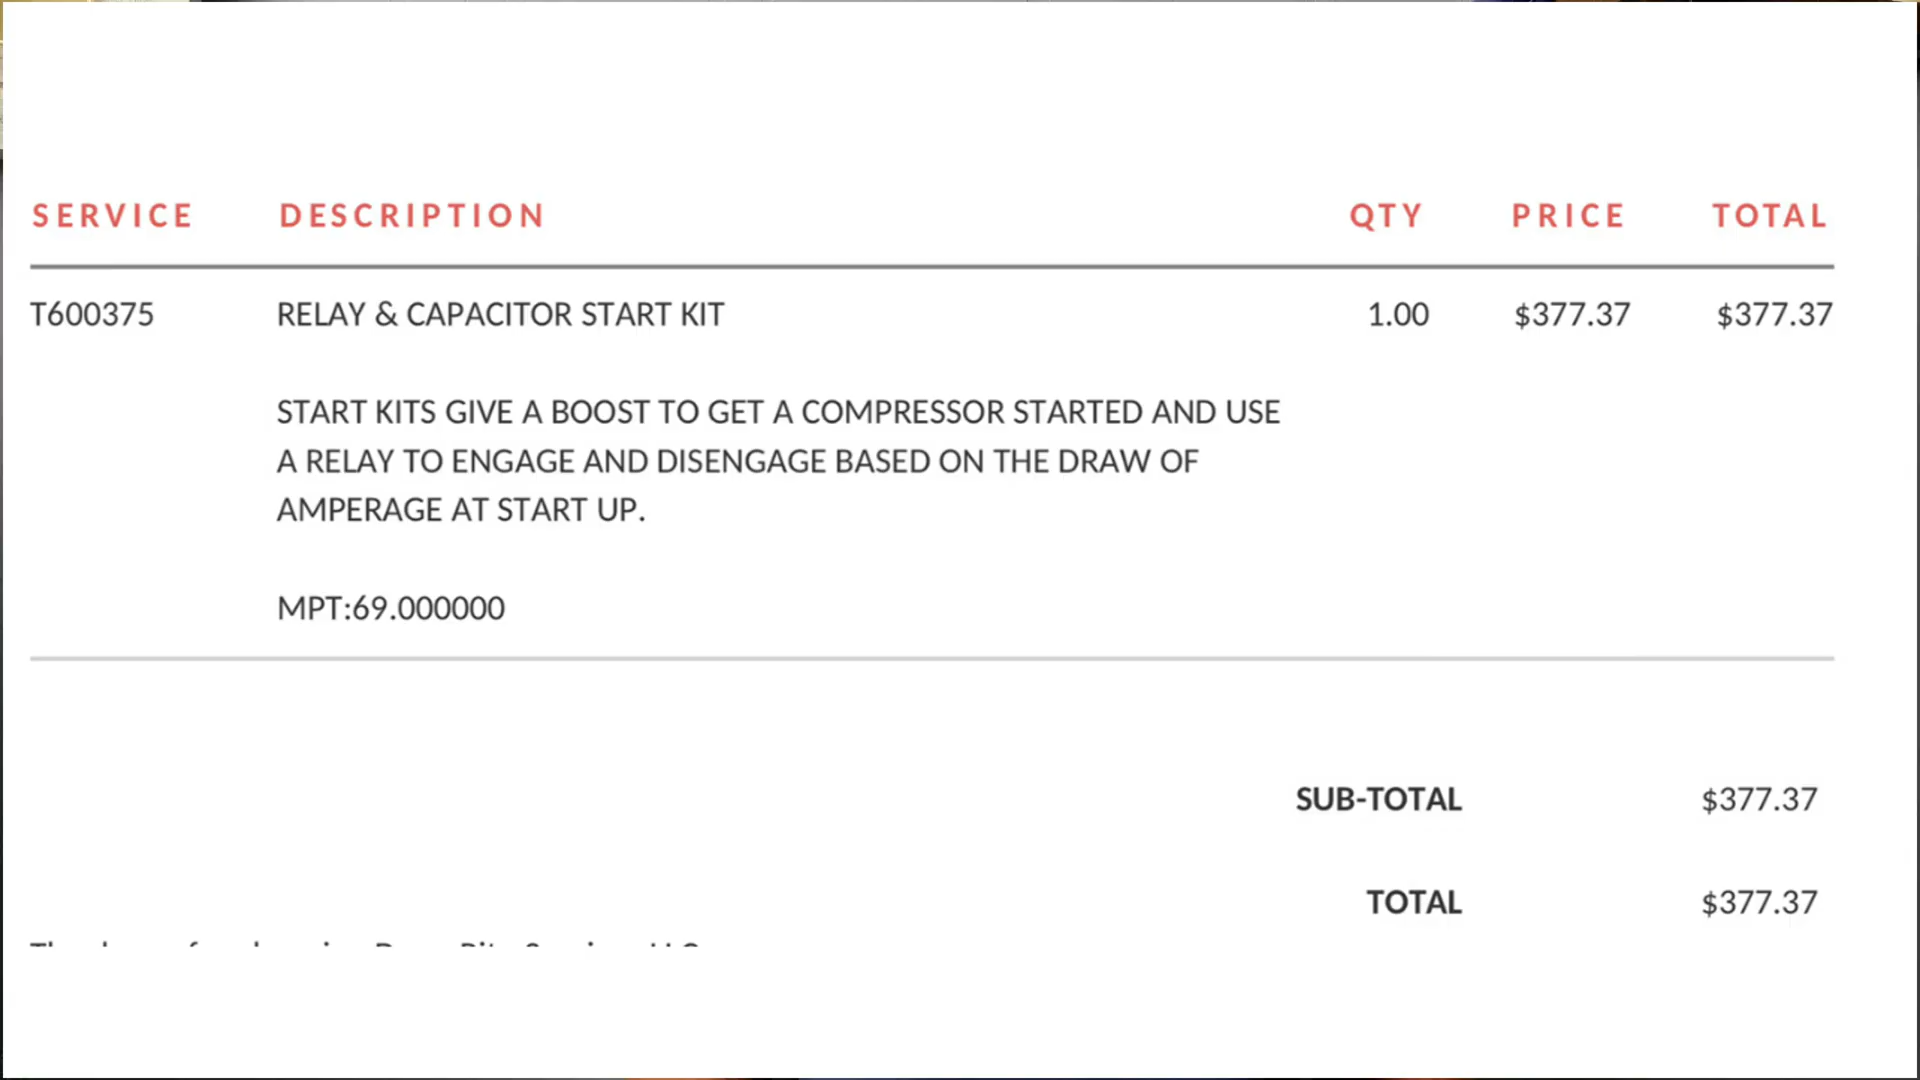 SERVICE DESCRIPTION QTY PRICE TOTAL
T600375 RELAY & CAPACITOR START KIT 1.00 $377.37 $377.37
START KITS GIVE A BOOST TO GET A COMPRESSOR STARTED AND USE
A RELAY TO ENGAGE AND DISENGAGE BASED ON THE DRAW OF
AMPERAGE AT START UP.
MPT:69.000000
SUB-TOTAL $377.37
TOTAL $377.37